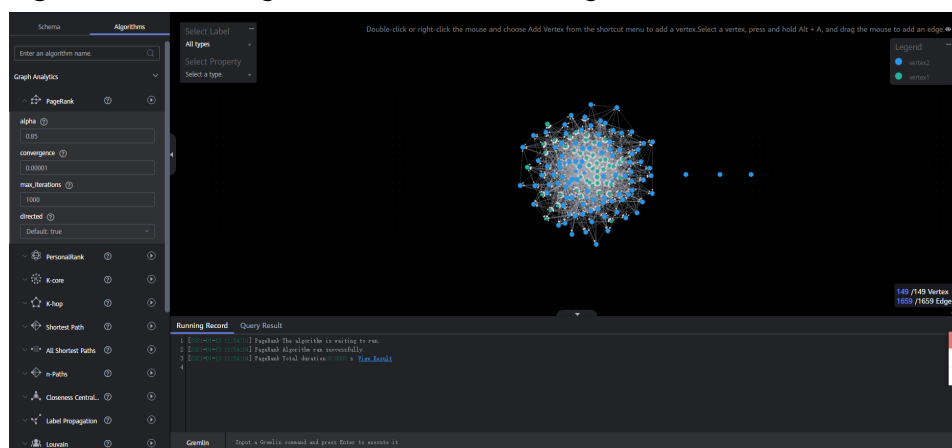 Schema Algorithms
Enter an algorithm name.
Graph Analytics
PageRank
alpha
0.85
convergence
0.00001
max_iterations
1000
directed
Default: true
PersonalRank
K-core
K-hop
Shortest Path
All Shortest Paths
n-Paths
Closeness Central...
Label Propagation
Louvain
Select Label
All types
Select Property
Select a type.
Double-click or right-click the mouse and choose Add Vertex from the shortcut menu to add a vertex.Select a vertex, press and hold Alt + A, and drag the mouse to add an edge.
Legend
vertex2
vertex1
149 /149 Vertex
1659 /1659 Edge
Running Record Query Result
1 PageRank The algorithm is waiting to run.
2 PageRank Algorithm ran successfully
3 PageRank Total duration s View Result
4
Gremlin Input a Gremlin command and press Enter to execute it